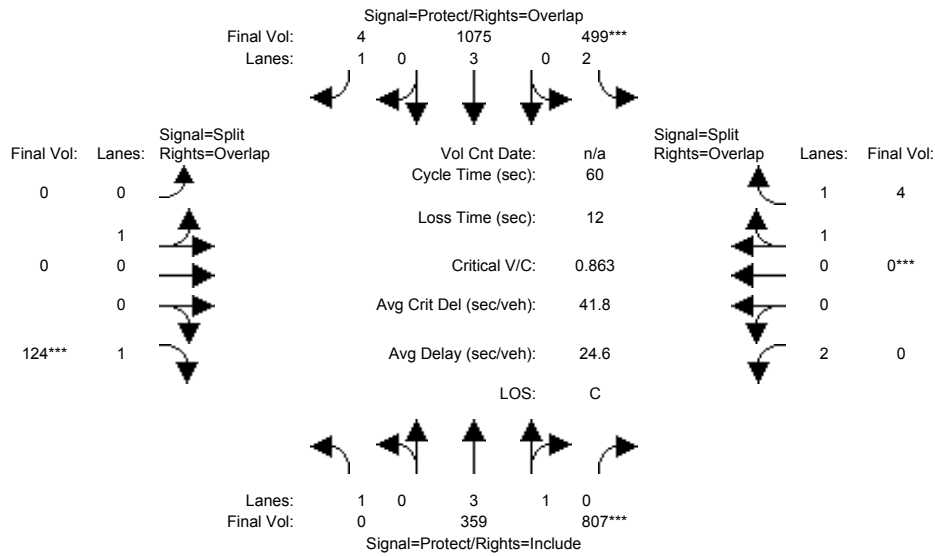 Signal=Protect/Rights=Overlap
Final Vol: 4 1075 499***
Lanes: 1 0 3 0 2
Signal=Split
Final Vol: Lanes: Rights=Overlap
Vol Cnt Date: n/a
Signal=Split
Rights=Overlap Lanes: Final Vol:
Cycle Time (sec): 60
0 0
1 4
Loss Time (sec): 12
1
1
0 0
Critical V/C: 0.863
0 0***
0
Avg Crit Del (sec/veh): 41.8
0
124*** 1
Avg Delay (sec/veh): 24.6
2 0
LOS: C
Lanes: 1 0 3 1 0
Final Vol: 0 359 807***
Signal=Protect/Rights=Include